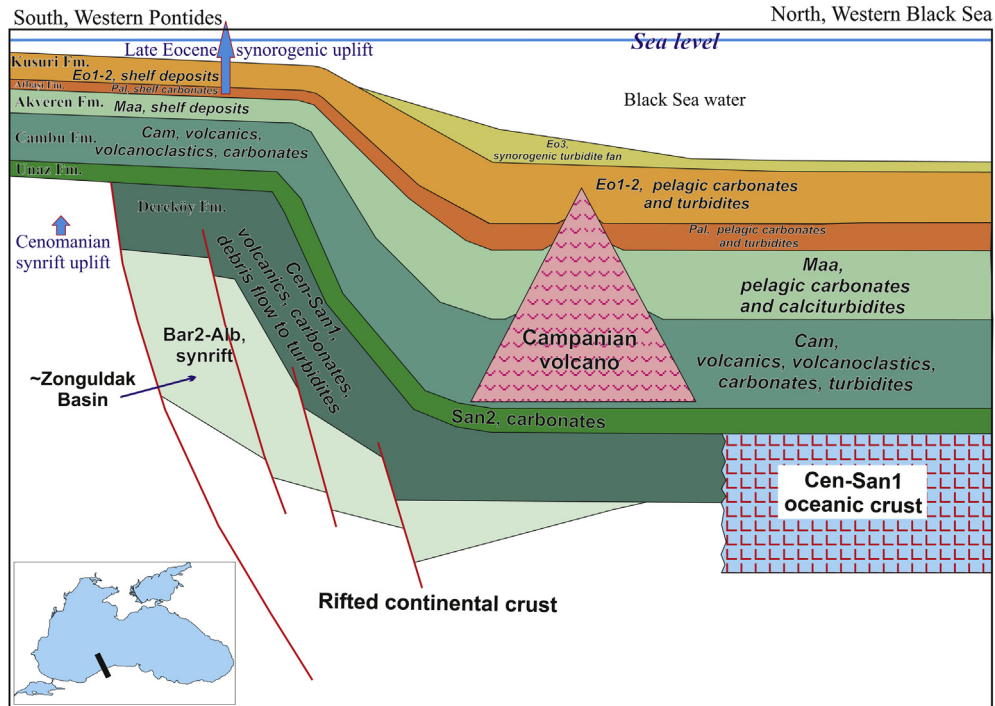 South, Western Pontides
North, Western Black Sea
Late Eocene synorogenic uplift
Sea level
Kusuri Fm.
Eo1-2, shelf deposits
Atbaşi Fm.
Pal, shelf carbonates
Black Sea water
Akveren Fm.
Maa, shelf deposits
Cambu Fm.
Cam, volcanics,
volcanoclastics, carbonates
Eo3,
synorogenic turbidite fan
Unaz Fm.
Eo1-2, pelagic carbonates
and turbidites
Dereköy Fm.
Pal, pelagic carbonates
and turbidites
Cenomanian
synrift uplift
Cen-San1,
volcanics, carbonates,
debris flow to turbidites
Maa,
pelagic carbonates
and calciturbidites
Bar2-Alb,
synrift
Campanian
volcano
Cam,
volcanics, volcanoclastics,
carbonates, turbidites
~Zonguldak
Basin
San2, carbonates
Cen-San1
oceanic crust
Rifted continental crust